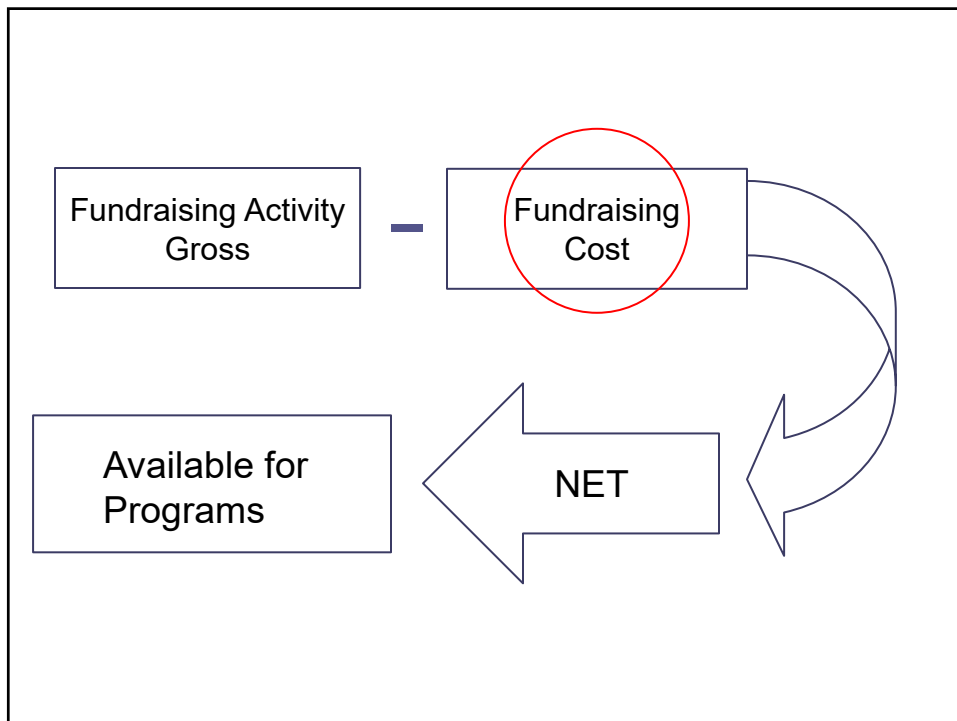 Fundraising Activity
Gross
-
Fundraising
Cost
NET
Available for
Programs